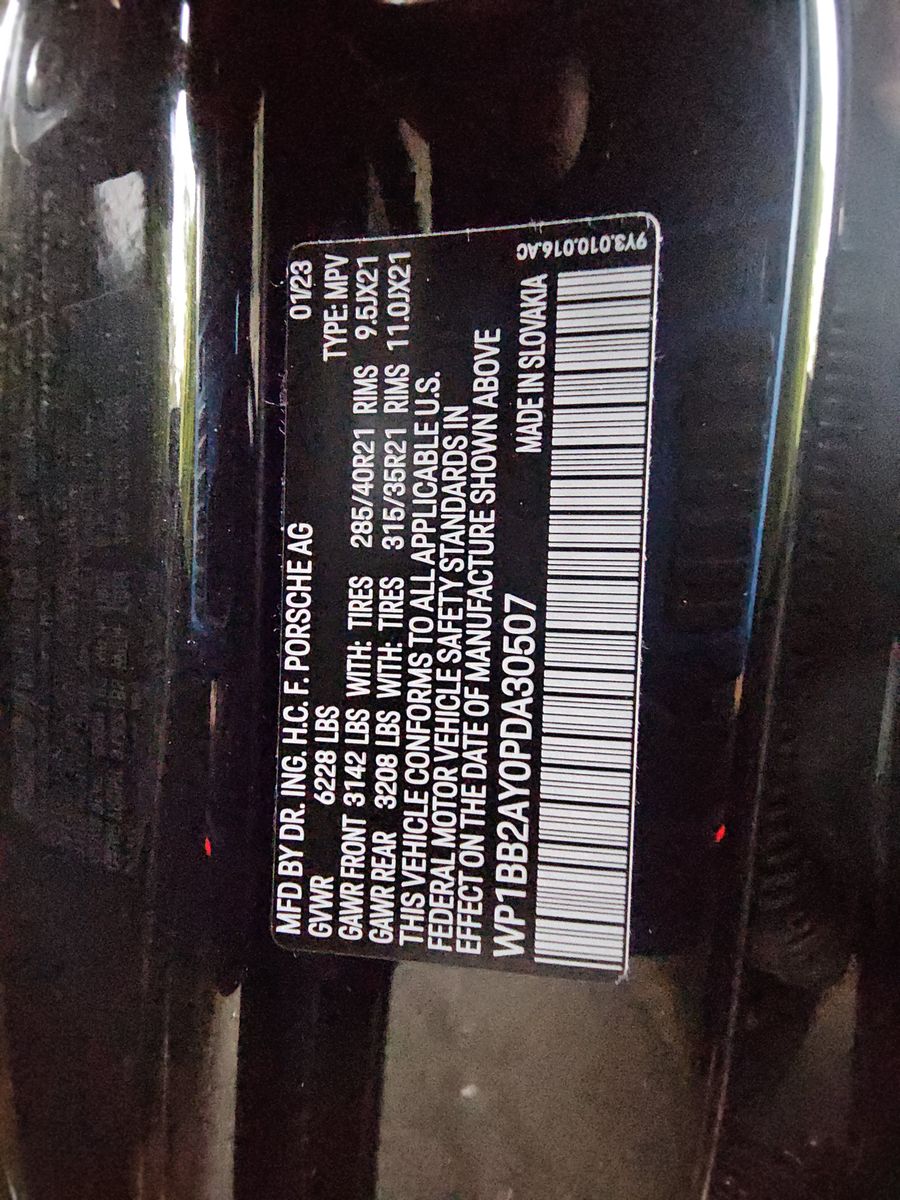 MFD BY DR. ING. H.C. F. PORSCHE AG 01/23
GVWR 6228 LBS TYPE: MPV
GAWR FRONT 3142 LBS WITH: TIRES 285/40R21 RIMS 9.5JX21
GAWR REAR 3208 LBS WITH: TIRES 315/35R21 RIMS 11.0JX21
THIS VEHICLE CONFORMS TO ALL APPLICABLE U.S.
FEDERAL MOTOR VEHICLE SAFETY STANDARDS IN
EFFECT ON THE DATE OF MANUFACTURE SHOWN ABOVE
WP1BB2AY0PDA30507 MADE IN SLOVAKIA
9Y3.010.016.AC